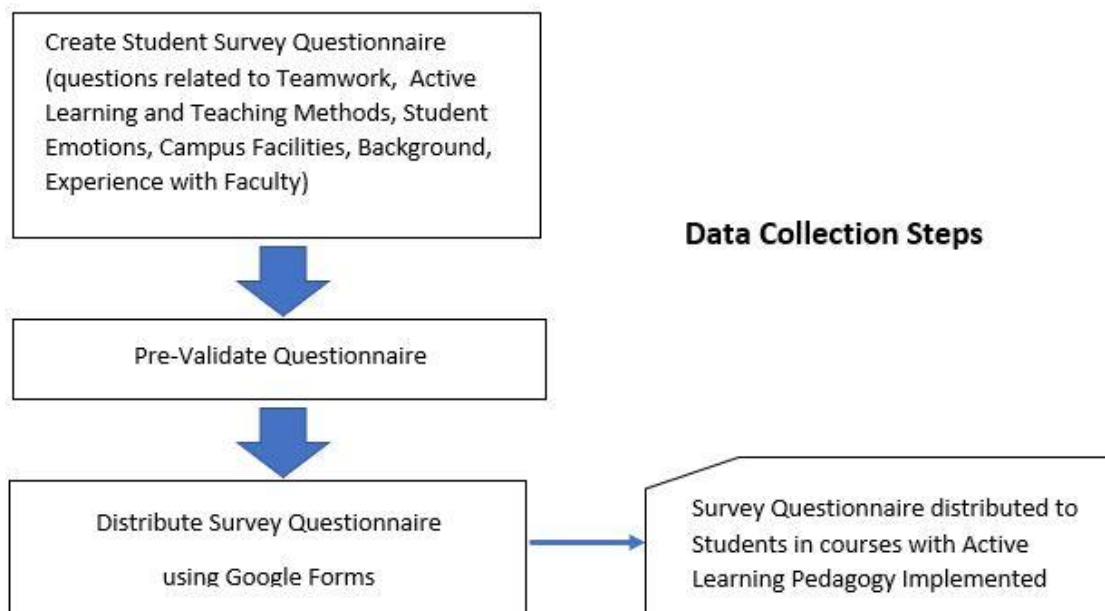 Create Student Survey Questionnaire
(questions related to Teamwork, Active
Learning and Teaching Methods, Student
Emotions, Campus Facilities, Background,
Experience with Faculty)
Data Collection Steps
Pre-Validate Questionnaire
Distribute Survey Questionnaire
using Google Forms
Survey Questionnaire distributed to
Students in courses with Active
Learning Pedagogy Implemented